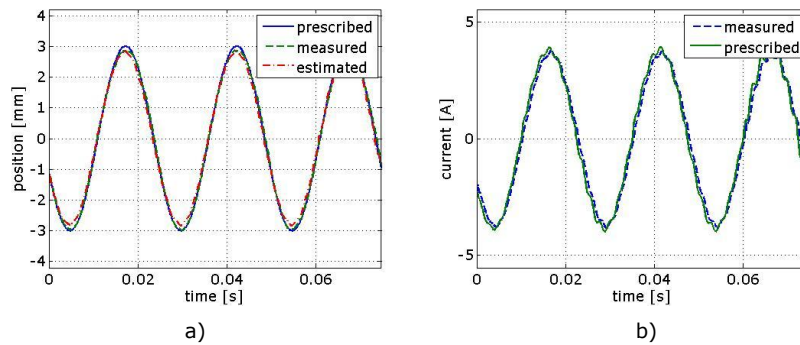 4
3
2
1
0
-1
-2
-3
-4
position [mm]
prescribed
measured
estimated
0
0.02
0.04
0.06
time [s]
a)
5
0
-5
current [A]
measured
prescribed
0
0.02
0.04
0.06
time [s]
b)